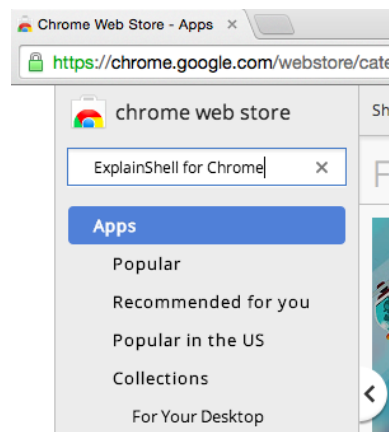 Chrome Web Store - Apps
https://chrome.google.com/webstore/cate
chrome web store
Sh
ExplainShell for Chrome
F
Apps
Popular
Recommended for you
Popular in the US
Collections
For Your Desktop